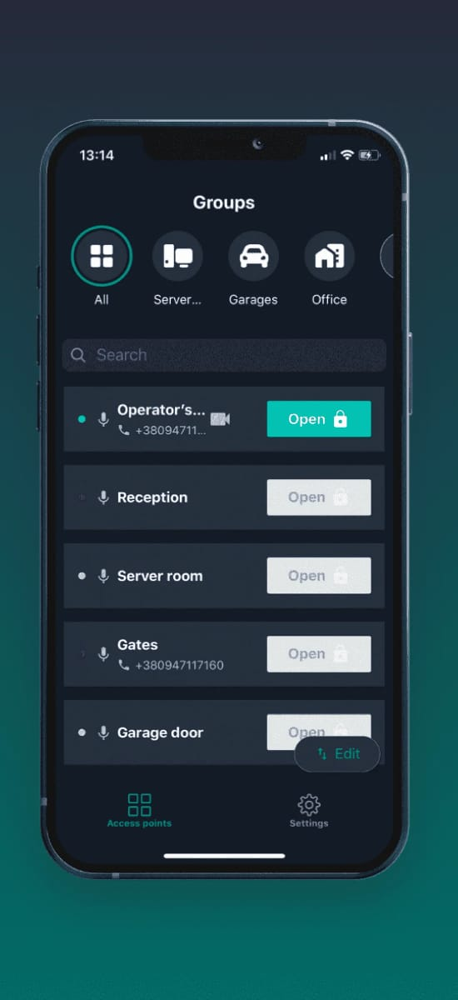 13:14
Groups
All
Server...
Garages
Office
Search
Operator's...
+38094711...
Open
Reception
Open
Server room
Open
Gates
+380947117160
Open
Garage door
Open
Edit
Access points
Settings